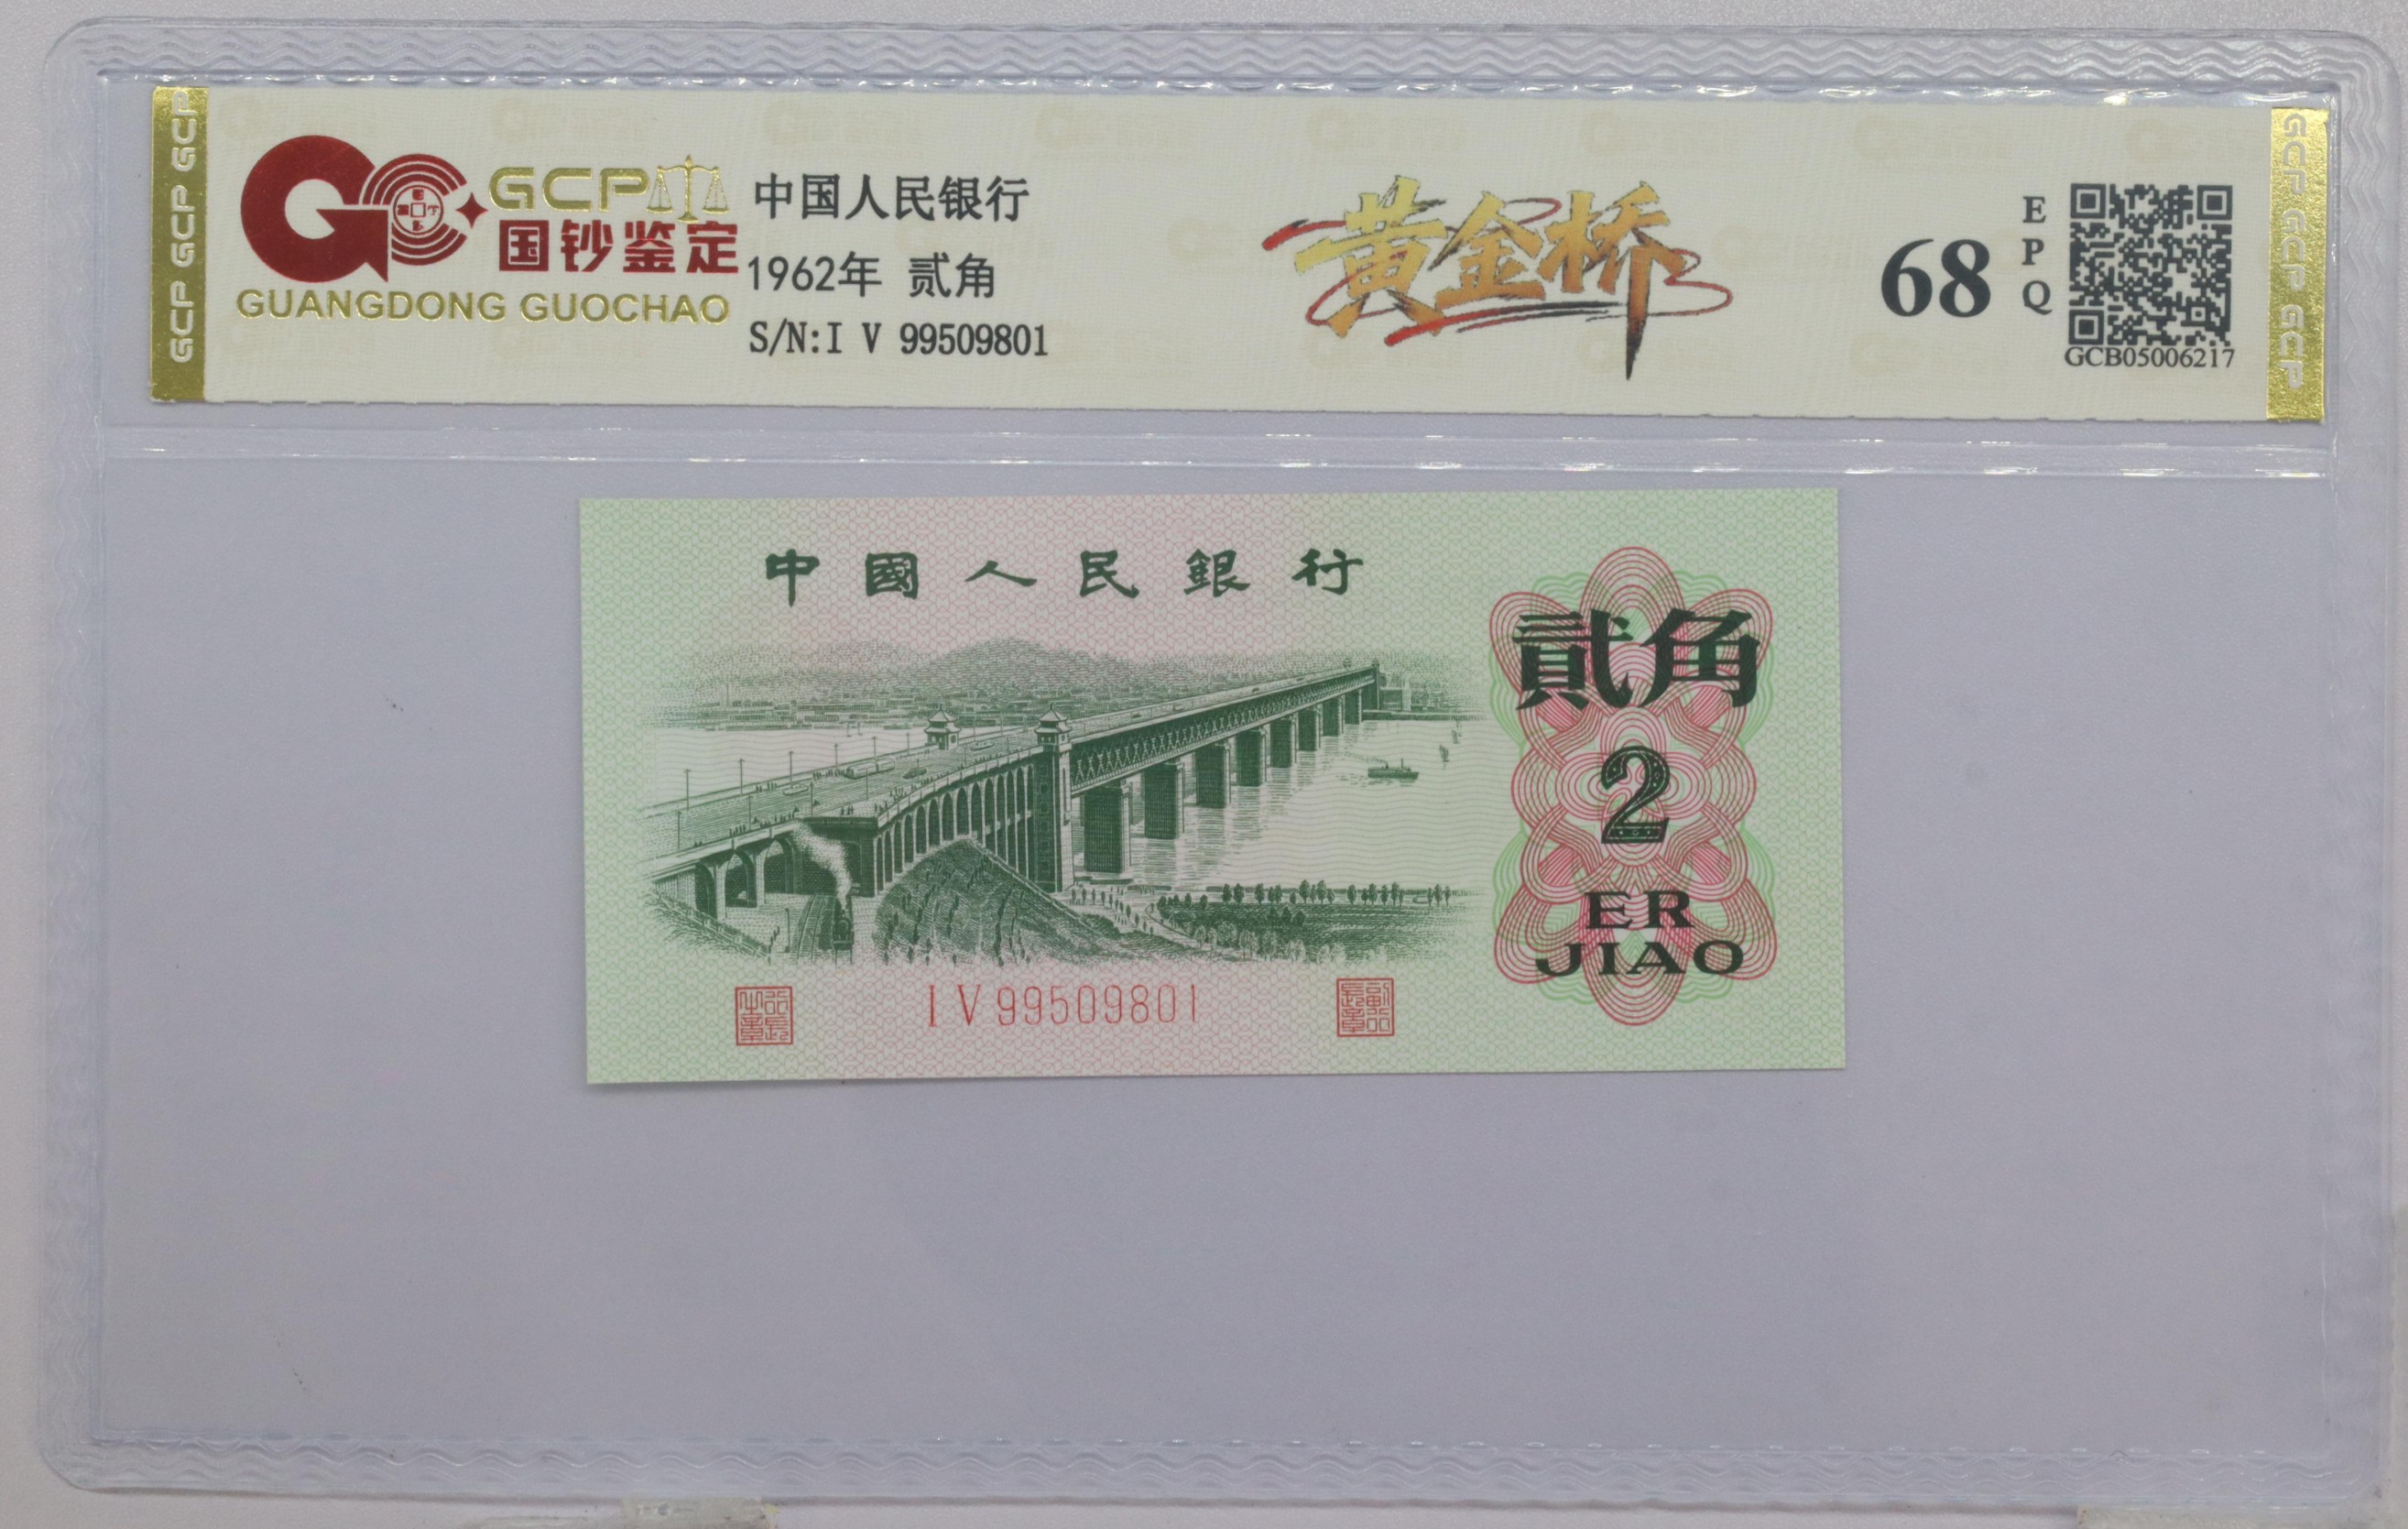 GCP GCP GCP
GCP
国钞鉴定
GUANGDONG GUOCHAO
中国人民银行
1962年 贰角
S/N:I V 99509801
黄金桥
68
EPQ
GCB05006217
GCP GCP GCP
中國人民銀行
貳角
2
ER
JIAO
I V 99509801